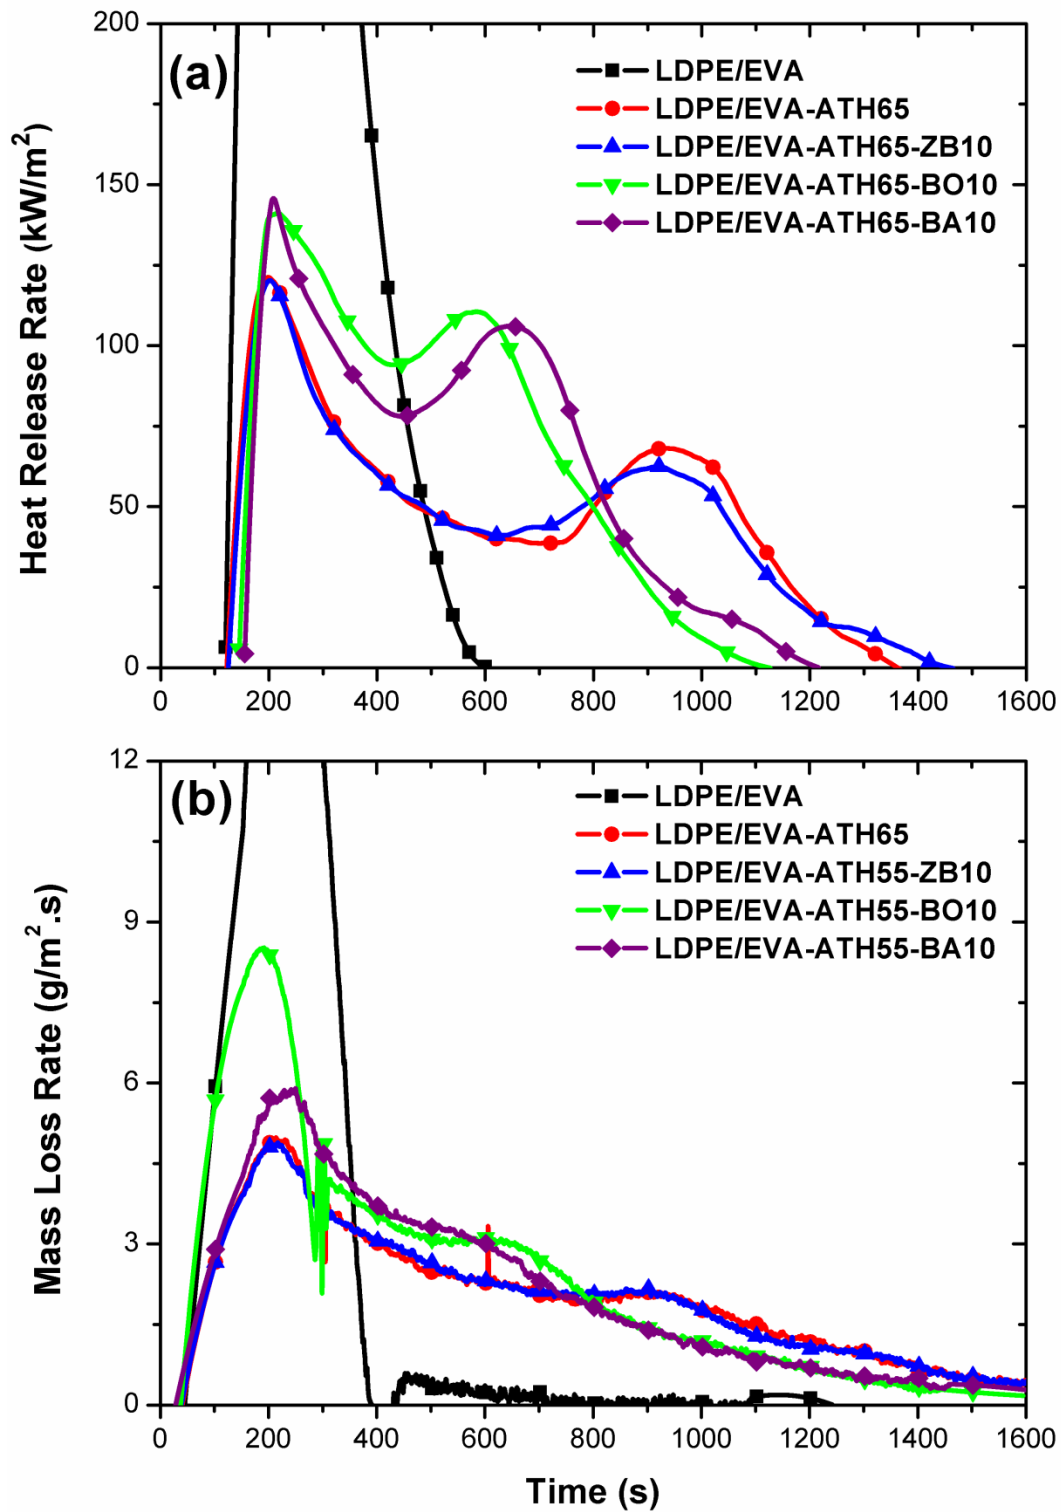 (a)
Heat Release Rate (kW/m²)
200
150
100
50
0
LDPE/EVA
LDPE/EVA-ATH65
LDPE/EVA-ATH65-ZB10
LDPE/EVA-ATH65-BO10
LDPE/EVA-ATH65-BA10
0 200 400 600 800 1000 1200 1400 1600
(b)
Mass Loss Rate (g/m².s)
12
9
6
3
0
LDPE/EVA
LDPE/EVA-ATH65
LDPE/EVA-ATH55-ZB10
LDPE/EVA-ATH55-BO10
LDPE/EVA-ATH55-BA10
0 200 400 600 800 1000 1200 1400 1600
Time (s)